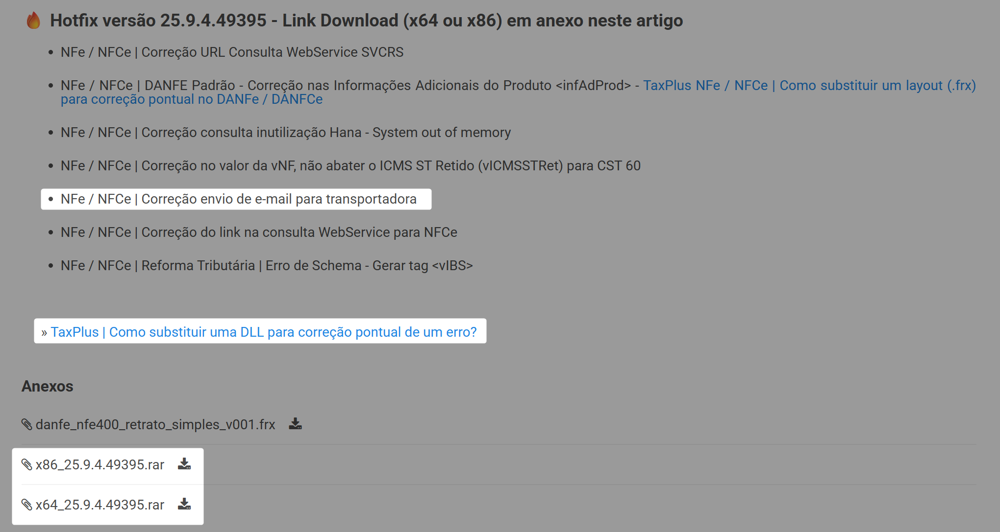 Hotfix versão 25.9.4.49395 - Link Download (x64 ou x86) em anexo neste artigo
• NFe / NFCe | Correção URL Consulta WebService SVCRS
• NFe / NFCe | DANFE Padrão - Correção nas Informações Adicionais do Produto <infAdProd> - TaxPlus NFe / NFCe | Como substituir um layout (.frx)
para correção pontual no DANFe / DANFCe
• NFe / NFCe | Correção consulta inutilização Hana - System out of memory
• NFe / NFCe | Correção no valor da vNF, não abater o ICMS ST Retido (vICMSSTRet) para CST 60
• NFe / NFCe | Correção envio de e-mail para transportadora
• NFe / NFCe | Correção do link na consulta WebService para NFCe
• NFe / NFCe | Reforma Tributária | Erro de Schema - Gerar tag <vIBS>
» TaxPlus | Como substituir uma DLL para correção pontual de um erro?
Anexos
danfe_nfe400_retrato_simples_v001.frx
x86_25.9.4.49395.rar
x64_25.9.4.49395.rar